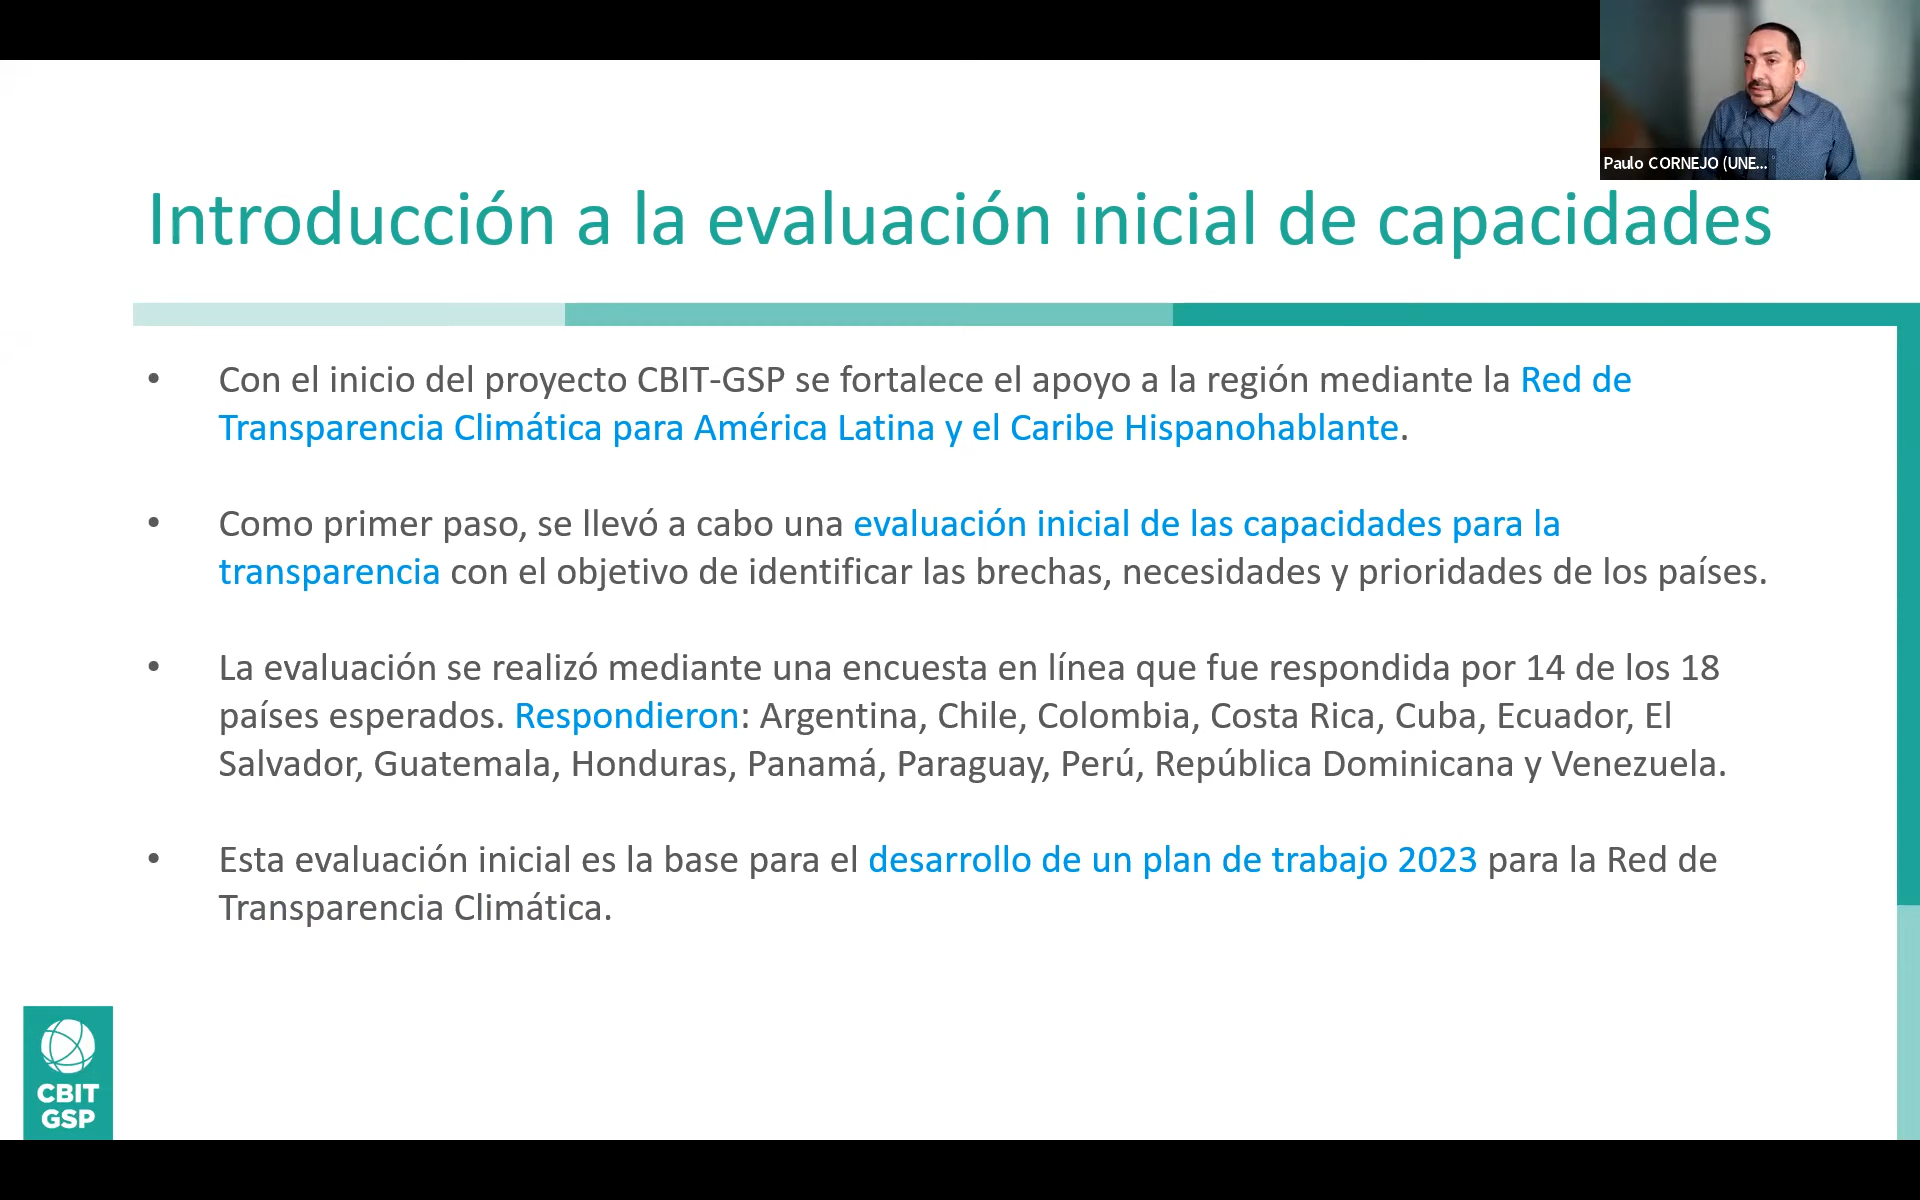 Paulo CORNEJO (UNE...
Introducción a la evaluación inicial de capacidades
• Con el inicio del proyecto CBIT-GSP se fortalece el apoyo a la región mediante la Red de
Transparencia Climática para América Latina y el Caribe Hispanohablante.
• Como primer paso, se llevó a cabo una evaluación inicial de las capacidades para la
transparencia con el objetivo de identificar las brechas, necesidades y prioridades de los países.
• La evaluación se realizó mediante una encuesta en línea que fue respondida por 14 de los 18
países esperados. Respondieron: Argentina, Chile, Colombia, Costa Rica, Cuba, Ecuador, El
Salvador, Guatemala, Honduras, Panamá, Paraguay, Perú, República Dominicana y Venezuela.
• Esta evaluación inicial es la base para el desarrollo de un plan de trabajo 2023 para la Red de
Transparencia Climática.
CBIT
GSP